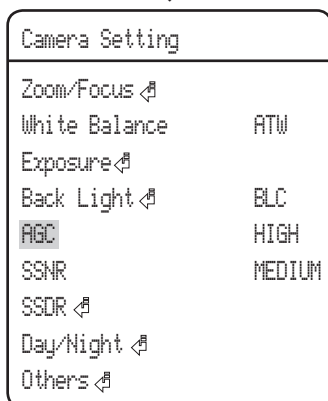 Camera Setting
Zoom/Focus
White Balance ATW
Exposure
Back Light BLC
AGC HIGH
SSNR MEDIUM
SSDR
Day/Night
Others